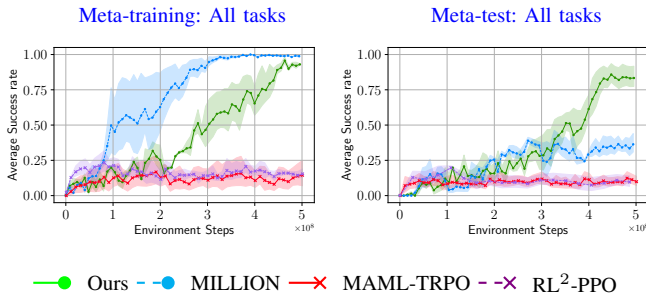 Meta-training: All tasks
Meta-test: All tasks
Average Success rate
1.00
0.75
0.50
0.25
0.00
0 1 2 3 4 5
×10⁸
Environment Steps
Average Success rate
1.00
0.75
0.50
0.25
0.00
0 1 2 3 4 5
×10⁸
Environment Steps
Ours MILLION MAML-TRPO RL²-PPO